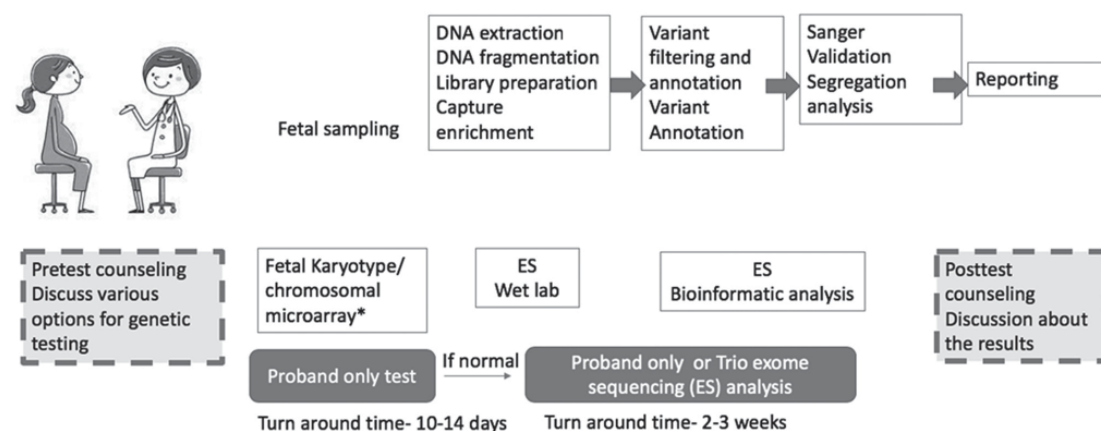 Fetal sampling
DNA extraction
DNA fragmentation
Library preparation
Capture
enrichment
Variant
filtering and
annotation
Variant
Annotation
Sanger
Validation
Segregation
analysis
Reporting
Pretest counseling
Discuss various
options for genetic
testing
Fetal Karyotype/
chromosomal
microarray*
ES
Wet lab
ES
Bioinformatic analysis
Posttest
counseling
Discussion about
the results
Proband only test
If normal
Proband only or Trio exome
sequencing (ES) analysis
Turn around time- 10-14 days
Turn around time- 2-3 weeks